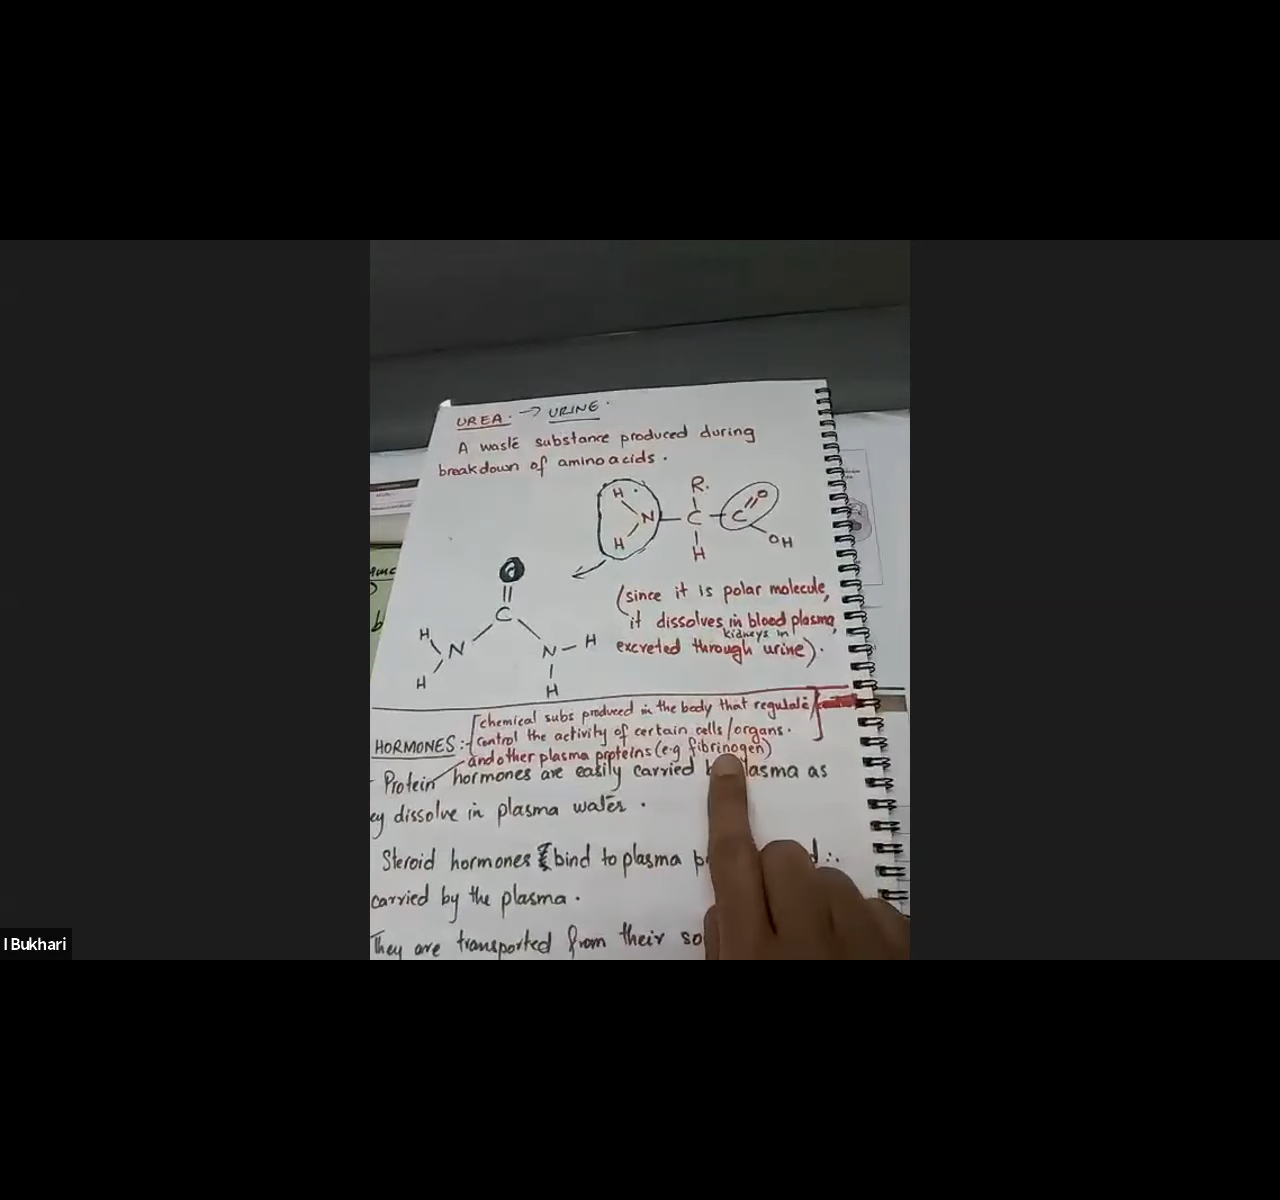 UREA. → URINE.
A waste substance produced during
breakdown of amino acids.
H
R.
O
N
C
C
H
H
OH
O
C
H
N
N
H
H
H
(since it is polar molecule,
it dissolves in blood plasma,
kidneys in
excreted through urine).
[chemical subs produced in the body that regulate/
control the activity of certain cells/organs.
HORMONES:-
and other plasma proteins (e.g fibrinogen)
Protein hormones are easily carried plasma as
ey dissolve in plasma water.
Steroid hormones bind to plasma
carried by the plasma.
They are transported from their so
I Bukhari